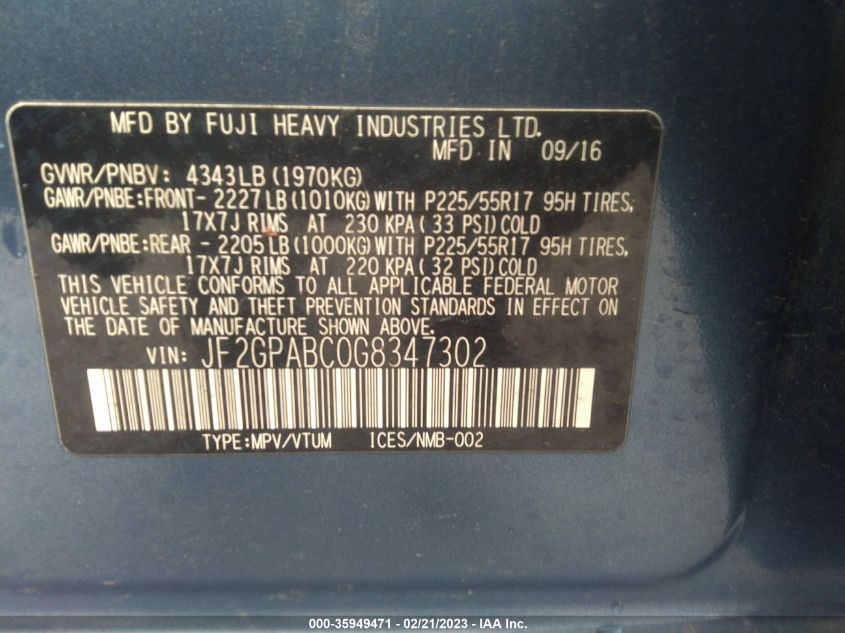 MFD BY FUJI HEAVY INDUSTRIES LTD.
MFD IN 09/16
GVWR/PNBV: 4343LB(1970KG)
GAWR/PNBE:FRONT- 2227LB(1010KG)WITH P225/55R17 95H TIRES,
17X7J RIMS AT 230 KPA(33 PSI)COLD
GAWR/PNBE:REAR - 2205LB(1000KG)WITH P225/55R17 95H TIRES,
17X7J RIMS AT 220 KPA(32 PSI)COLD
THIS VEHICLE CONFORMS TO ALL APPLICABLE FEDERAL MOTOR
VEHICLE SAFETY AND THEFT PREVENTION STANDARDS IN EFFECT ON
THE DATE OF MANUFACTURE SHOWN ABOVE.
VIN: JF2GPABC0G8347302
TYPE:MPV/VTUM ICES/NMB-002
000-35949471 - 02/21/2023 - IAA Inc.